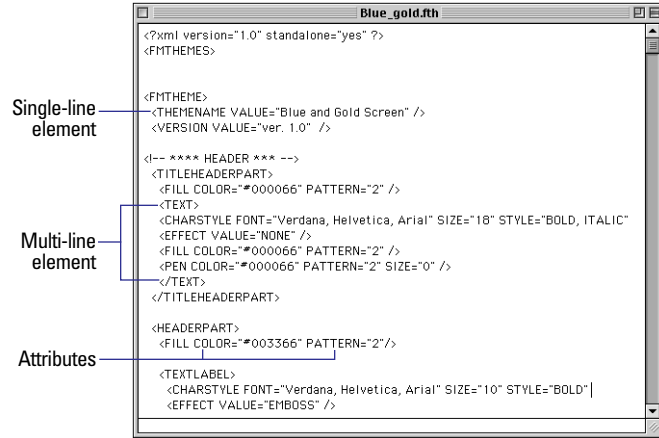 Blue_gold.fth
<?xml version="1.0" standalone="yes" ?>
<FMTHEMES>
<FMTHEME>
<THEMENAME VALUE="Blue and Gold Screen" />
<VERSION VALUE="ver. 1.0" />
<!-- **** HEADER *** -->
<TITLEHEADERPART>
<FILL COLOR="#000066" PATTERN="2" />
<TEXT>
<CHARSTYLE FONT="Verdana, Helvetica, Arial" SIZE="18" STYLE="BOLD, ITALIC"
<EFFECT VALUE="NONE" />
<FILL COLOR="#000066" PATTERN="2" />
<PEN COLOR="#000066" PATTERN="2" SIZE="0" />
</TEXT>
</TITLEHEADERPART>
<HEADERPART>
<FILL COLOR="#003366" PATTERN="2"/>
<TEXTLABEL>
<CHARSTYLE FONT="Verdana, Helvetica, Arial" SIZE="10" STYLE="BOLD"
<EFFECT VALUE="EMBOSS" />
Single-line
element
Multi-line
element
Attributes